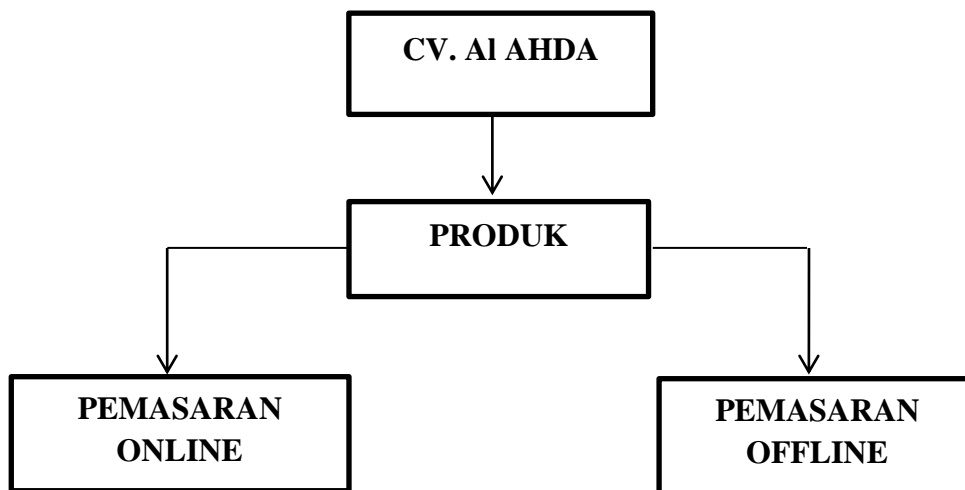 CV. Al AHDA
PRODUK
PEMASARAN
ONLINE
PEMASARAN
OFFLINE